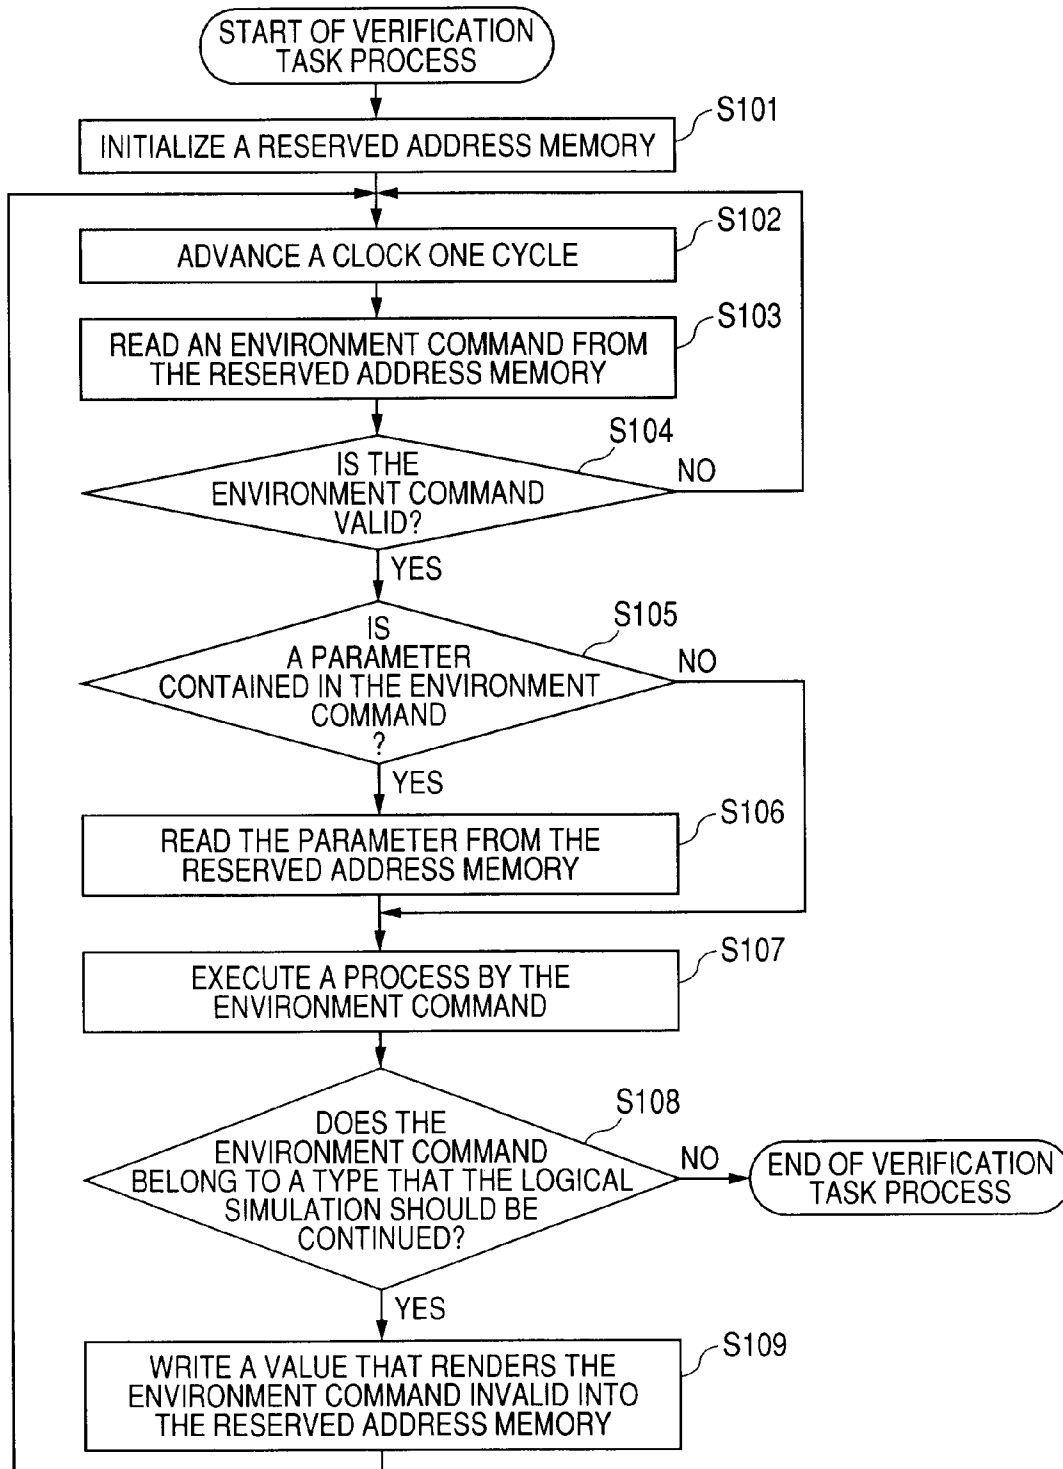 START OF VERIFICATION
TASK PROCESS
S101
INITIALIZE A RESERVED ADDRESS MEMORY
S102
ADVANCE A CLOCK ONE CYCLE
S103
READ AN ENVIRONMENT COMMAND FROM
THE RESERVED ADDRESS MEMORY
S104
IS THE
ENVIRONMENT COMMAND
VALID?
NO
YES
S105
IS
A PARAMETER
CONTAINED IN THE ENVIRONMENT
COMMAND
?
NO
YES
S106
READ THE PARAMETER FROM THE
RESERVED ADDRESS MEMORY
S107
EXECUTE A PROCESS BY THE
ENVIRONMENT COMMAND
S108
DOES THE
ENVIRONMENT COMMAND
BELONG TO A TYPE THAT THE LOGICAL
SIMULATION SHOULD BE
CONTINUED?
NO
END OF VERIFICATION
TASK PROCESS
YES
S109
WRITE A VALUE THAT RENDERS THE
ENVIRONMENT COMMAND INVALID INTO
THE RESERVED ADDRESS MEMORY